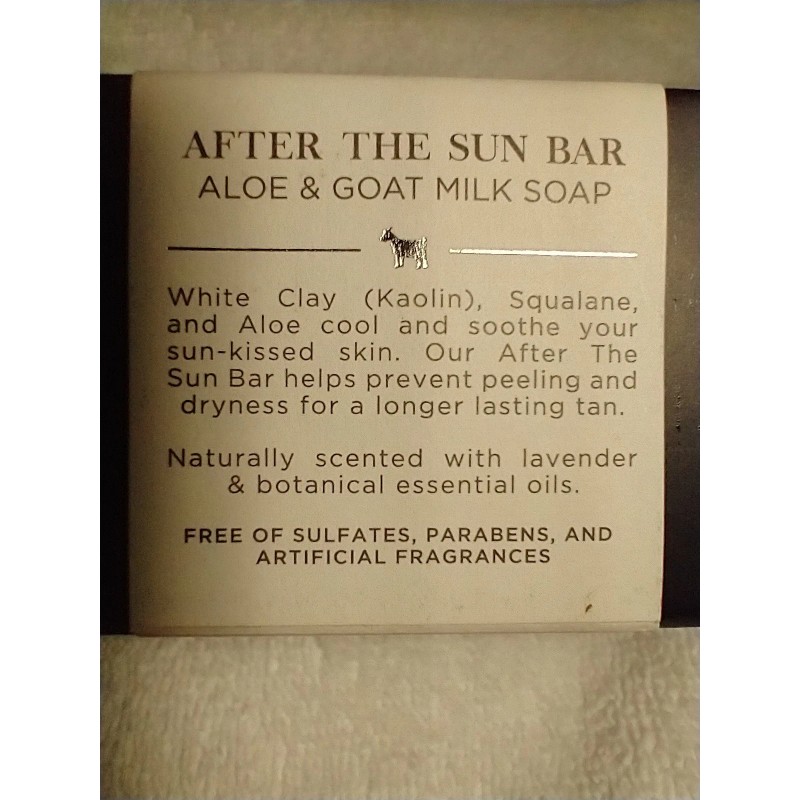 AFTER THE SUN BAR
ALOE & GOAT MILK SOAP
White Clay (Kaolin), Squalane,
and Aloe cool and soothe your
sun-kissed skin. Our After The
Sun Bar helps prevent peeling and
dryness for a longer lasting tan.
Naturally scented with lavender
& botanical essential oils.
FREE OF SULFATES, PARABENS, AND
ARTIFICIAL FRAGRANCES